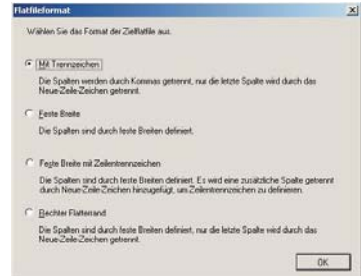 Flatfileformat
Wählen Sie das Format der Zielflatfile aus.
Mit Trennzeichen
Die Spalten werden durch Kommas getrennt, nur die letzte Spalte wird durch das
Neue-Zeile-Zeichen getrennt.
Feste Breite
Die Spalten sind durch feste Breiten definiert.
Feste Breite mit Zeilentrennzeichen
Die Spalten sind durch feste Breiten definiert. Es wird eine zusätzliche Spalte getrennt
durch Neue-Zeile-Zeichen hinzugefügt, um Zeilentrennzeichen zu definieren.
Rechter Flatterrand
Die Spalten sind durch feste Breiten definiert, nur die letzte Spalte wird durch das
Neue-Zeile-Zeichen getrennt.
OK